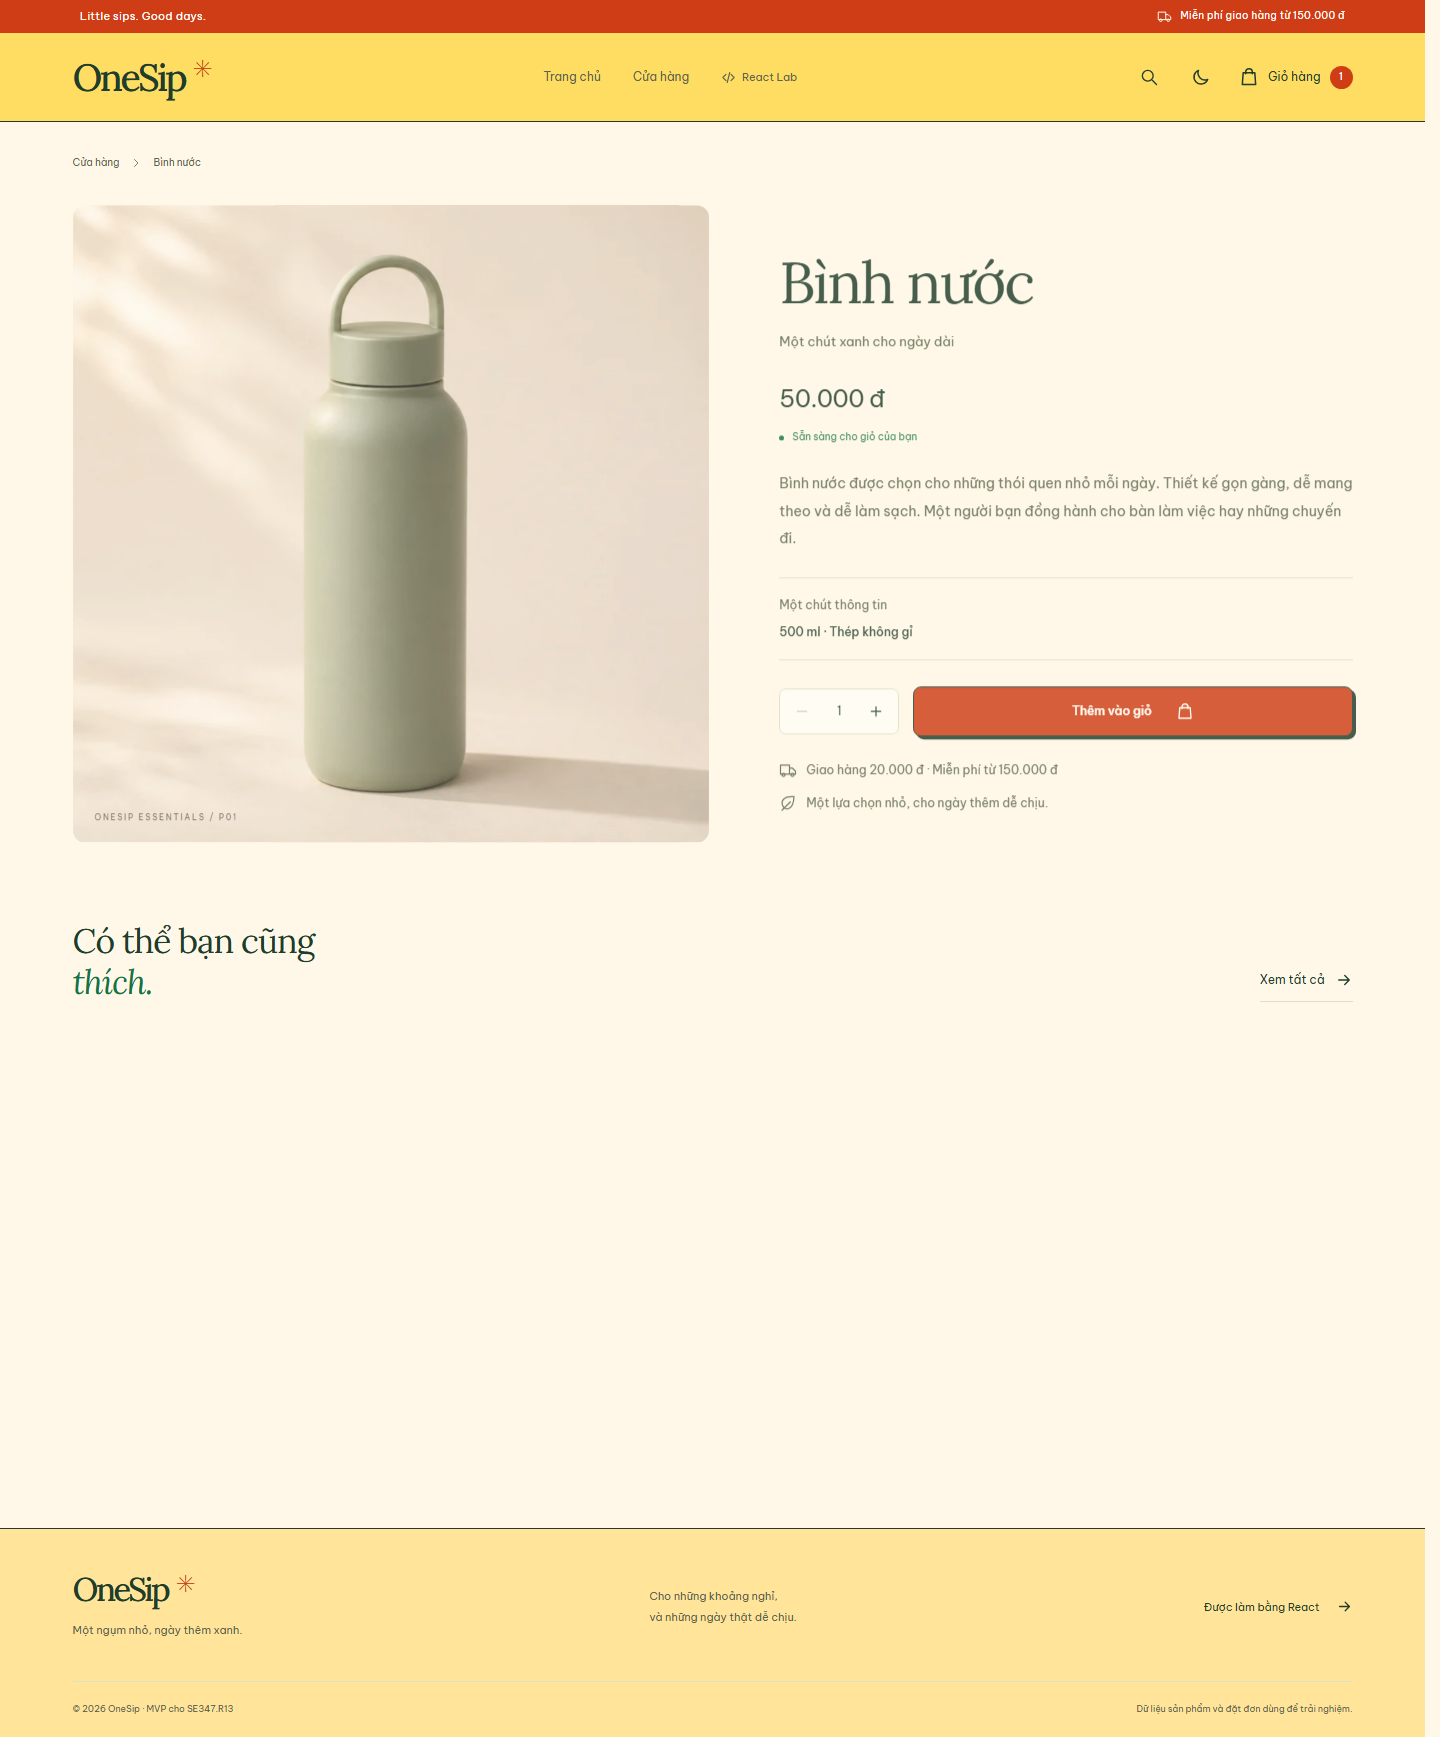 Little sips. Good days.
Miễn phí giao hàng từ 150.000 đ
OneSip
Trang chủ
Cửa hàng
React Lab
Giỏ hàng
1
Cửa hàng
Bình nước
ONESIP ESSENTIALS / P01
Bình nước
Một chút xanh cho ngày dài
50.000 đ
Sẵn sàng cho giỏ của bạn
Bình nước được chọn cho những thói quen nhỏ mỗi ngày. Thiết kế gọn gàng, dễ mang
theo và dễ làm sạch. Một người bạn đồng hành cho bàn làm việc hay những chuyến
đi.
Một chút thông tin
500 ml · Thép không gỉ
1
Thêm vào giỏ
Giao hàng 20.000 đ · Miễn phí từ 150.000 đ
Một lựa chọn nhỏ, cho ngày thêm dễ chịu.
Có thể bạn cũng
thích.
Xem tất cả
OneSip
Một ngụm nhỏ, ngày thêm xanh.
Cho những khoảng nghỉ,
và những ngày thật dễ chịu.
Được làm bằng React
© 2026 OneSip · MVP cho SE347.R13
Dữ liệu sản phẩm và đặt đơn dùng để trải nghiệm.